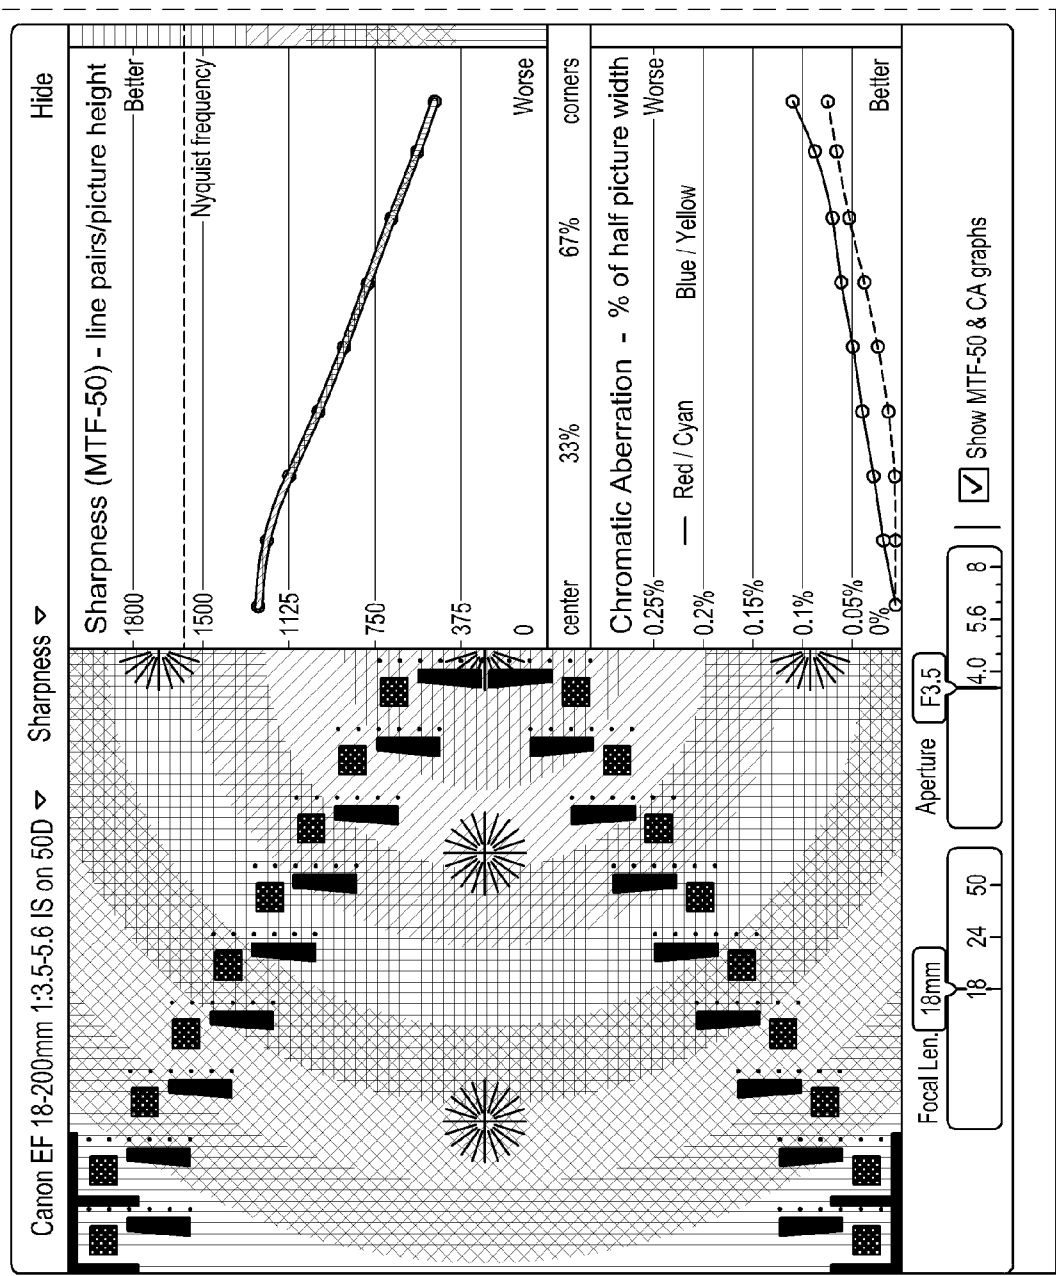 Canon EF 18-200mm 1:3.5-5.6 IS on 50D
Sharpness
Hide
Sharpness (MTF-50) - line pairs/picture height
1800
Better
Nyquist frequency
1500
1125
750
375
0
Worse
center
33%
67%
corners
Chromatic Aberration - % of half picture width
0.25%
Worse
Red / Cyan
Blue / Yellow
0.2%
0.15%
0.1%
0.05%
0%
Better
Focal Len.
18mm
18
24
50
Aperture
F3.5
4.0
5.6
8
Show MTF-50 & CA graphs